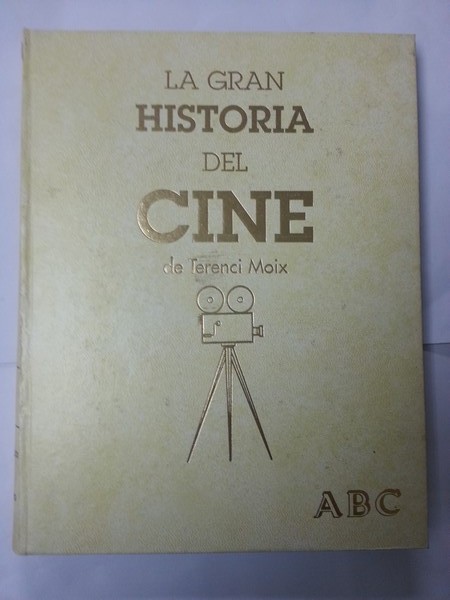 LA GRAN
HISTORIA
DEL
CINE
de Terenci Moix
ABC